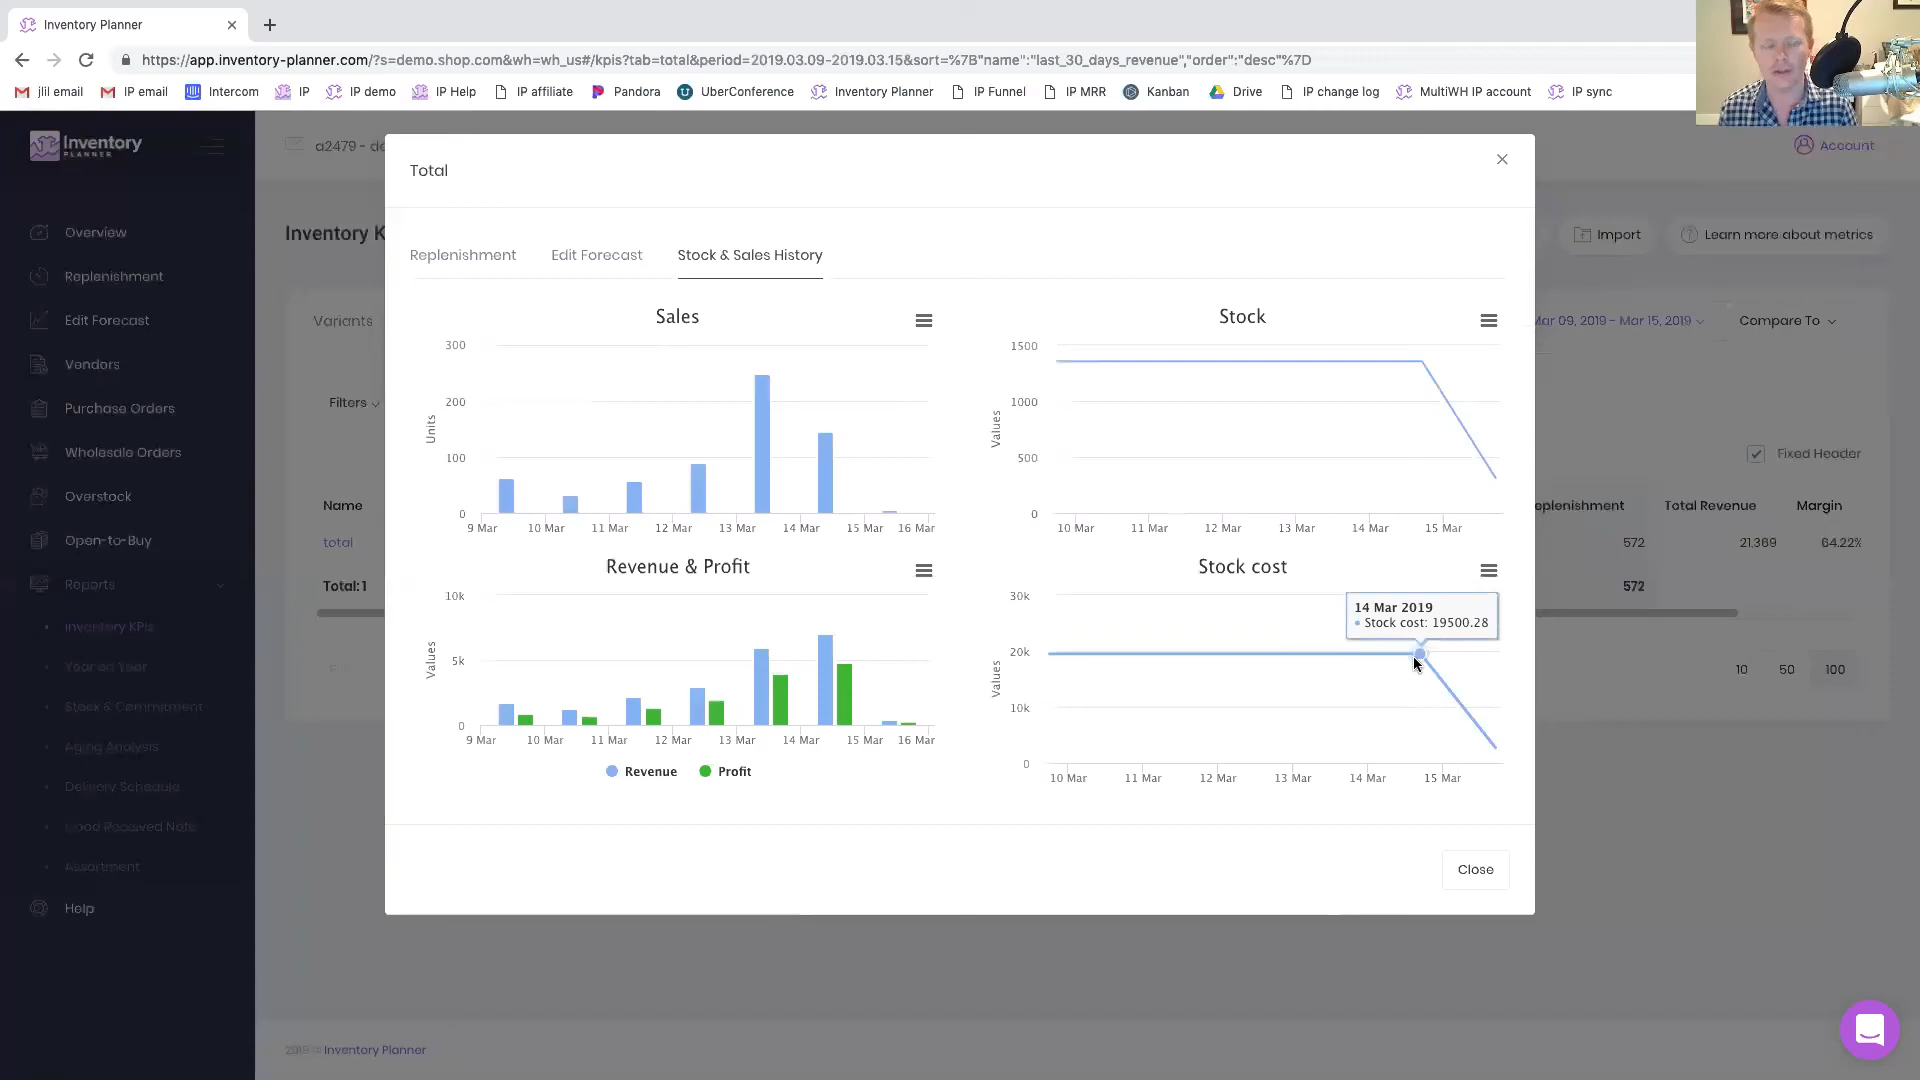 Inventory Planner
https://app.inventory-planner.com/?s=demo.shop.com&wh=wh_us#/kpis?tab=total&period=2019.03.09-2019.03.15&sort=%7B"name":"last_30_days_revenue","order":"desc"%7D
jlil email IP email Intercom IP IP demo IP Help IP affiliate Pandora UberConference Inventory Planner IP Funnel IP MRR Kanban Drive IP change log MultiWH IP account IP sync
Inventory
PLANNER
a2479 - de
Account
Total
Overview
Replenishment
Edit Forecast
Vendors
Purchase Orders
Wholesale Orders
Overstock
Open-to-Buy
Reports
Inventory KPIs
Year on Year
Stock & Commitment
Aging Analysis
Delivery Schedule
Good Received Note
Assortment
Help
Inventory K
Import
Learn more about metrics
Variants
Mar 09, 2019 - Mar 15, 2019
Compare To
Filters
Fixed Header
Name
eplenishment
Total Revenue
Margin
total
572
21,369
64.22%
Total: 1
572
10 50 100
Replenishment Edit Forecast Stock & Sales History
Sales
300
200
100
0
Units
9 Mar 10 Mar 11 Mar 12 Mar 13 Mar 14 Mar 15 Mar 16 Mar
Stock
1500
1000
500
0
Values
10 Mar 11 Mar 12 Mar 13 Mar 14 Mar 15 Mar
Revenue & Profit
10k
5k
0
Values
9 Mar 10 Mar 11 Mar 12 Mar 13 Mar 14 Mar 15 Mar 16 Mar
Revenue Profit
Stock cost
30k
20k
10k
0
Values
14 Mar 2019
Stock cost: 19500.28
10 Mar 11 Mar 12 Mar 13 Mar 14 Mar 15 Mar
Close
Inventory Planner